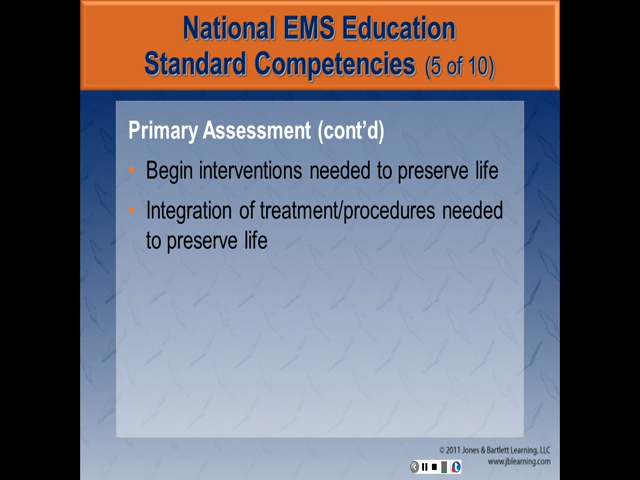 National EMS Education
Standard Competencies (5 of 10)
Primary Assessment (cont’d)
• Begin interventions needed to preserve life
• Integration of treatment/procedures needed
to preserve life
© 2011 Jones & Bartlett Learning, LLC
www.jblearning.com